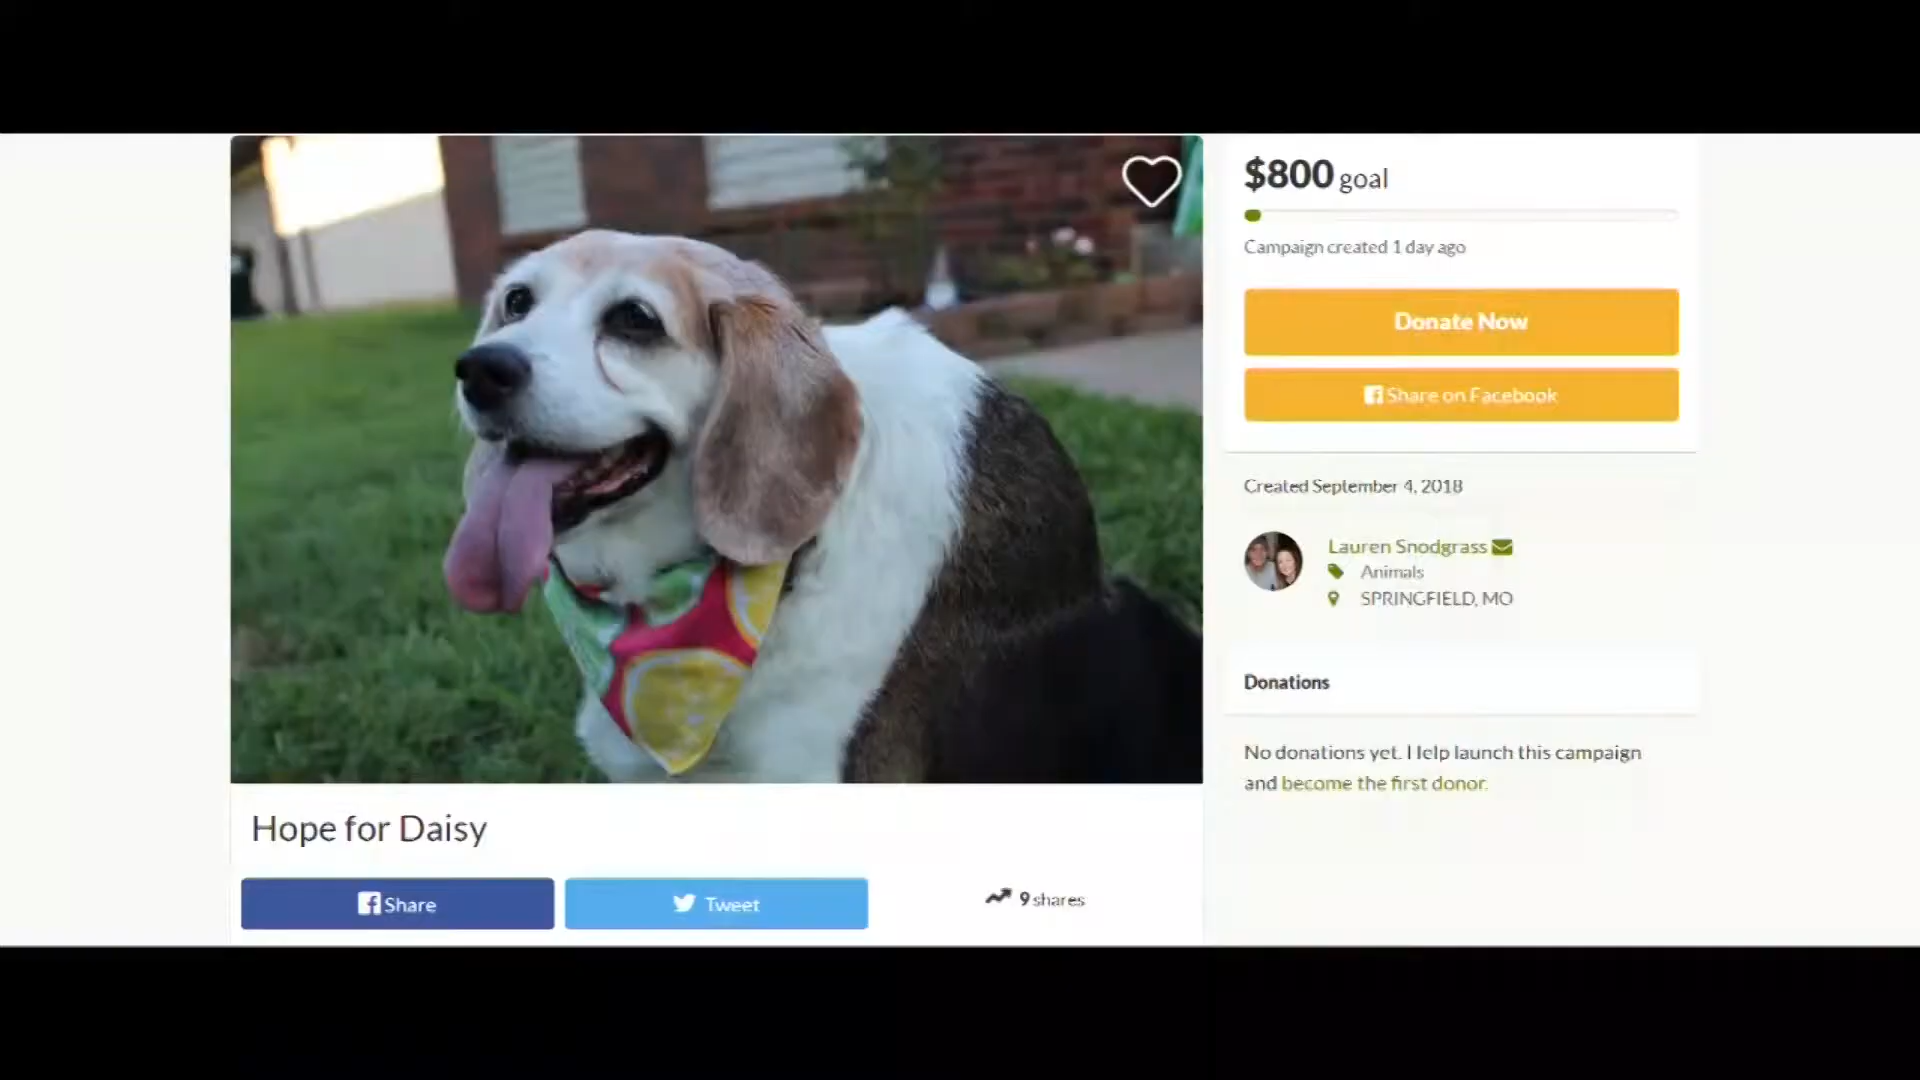 $800 goal
Campaign created 1 day ago
Donate Now
Share on Facebook
Created September 4, 2018
Lauren Snodgrass
Animals
SPRINGFIELD, MO
Donations
No donations yet. Help launch this campaign
and become the first donor.
Hope for Daisy
Share
Tweet
9 shares